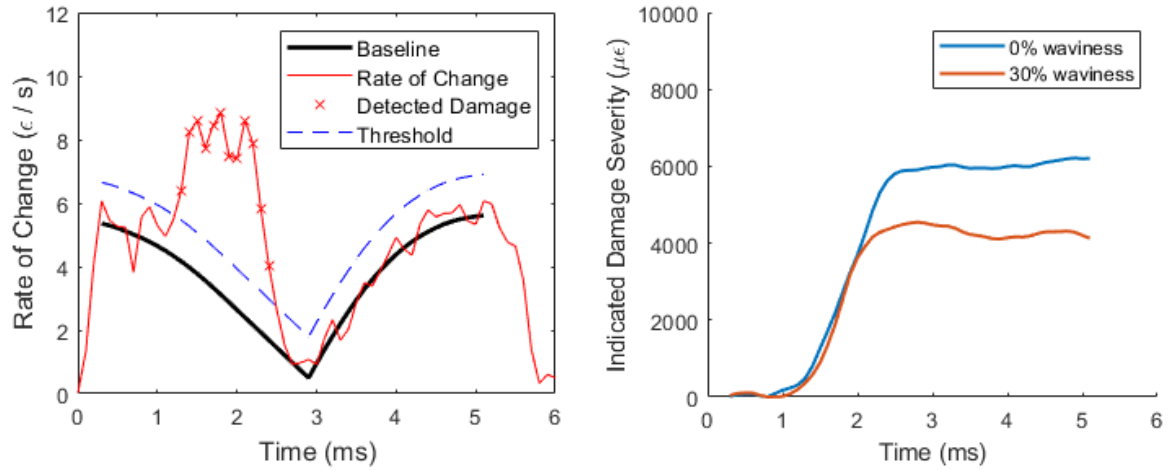 12
10
8
6
4
2
0
Rate of Change (ϵ / s)
Baseline
Rate of Change
Detected Damage
Threshold
0 1 2 3 4 5 6
Time (ms)
10000
8000
6000
4000
2000
0
Indicated Damage Severity (μϵ)
0% waviness
30% waviness
0 1 2 3 4 5 6
Time (ms)